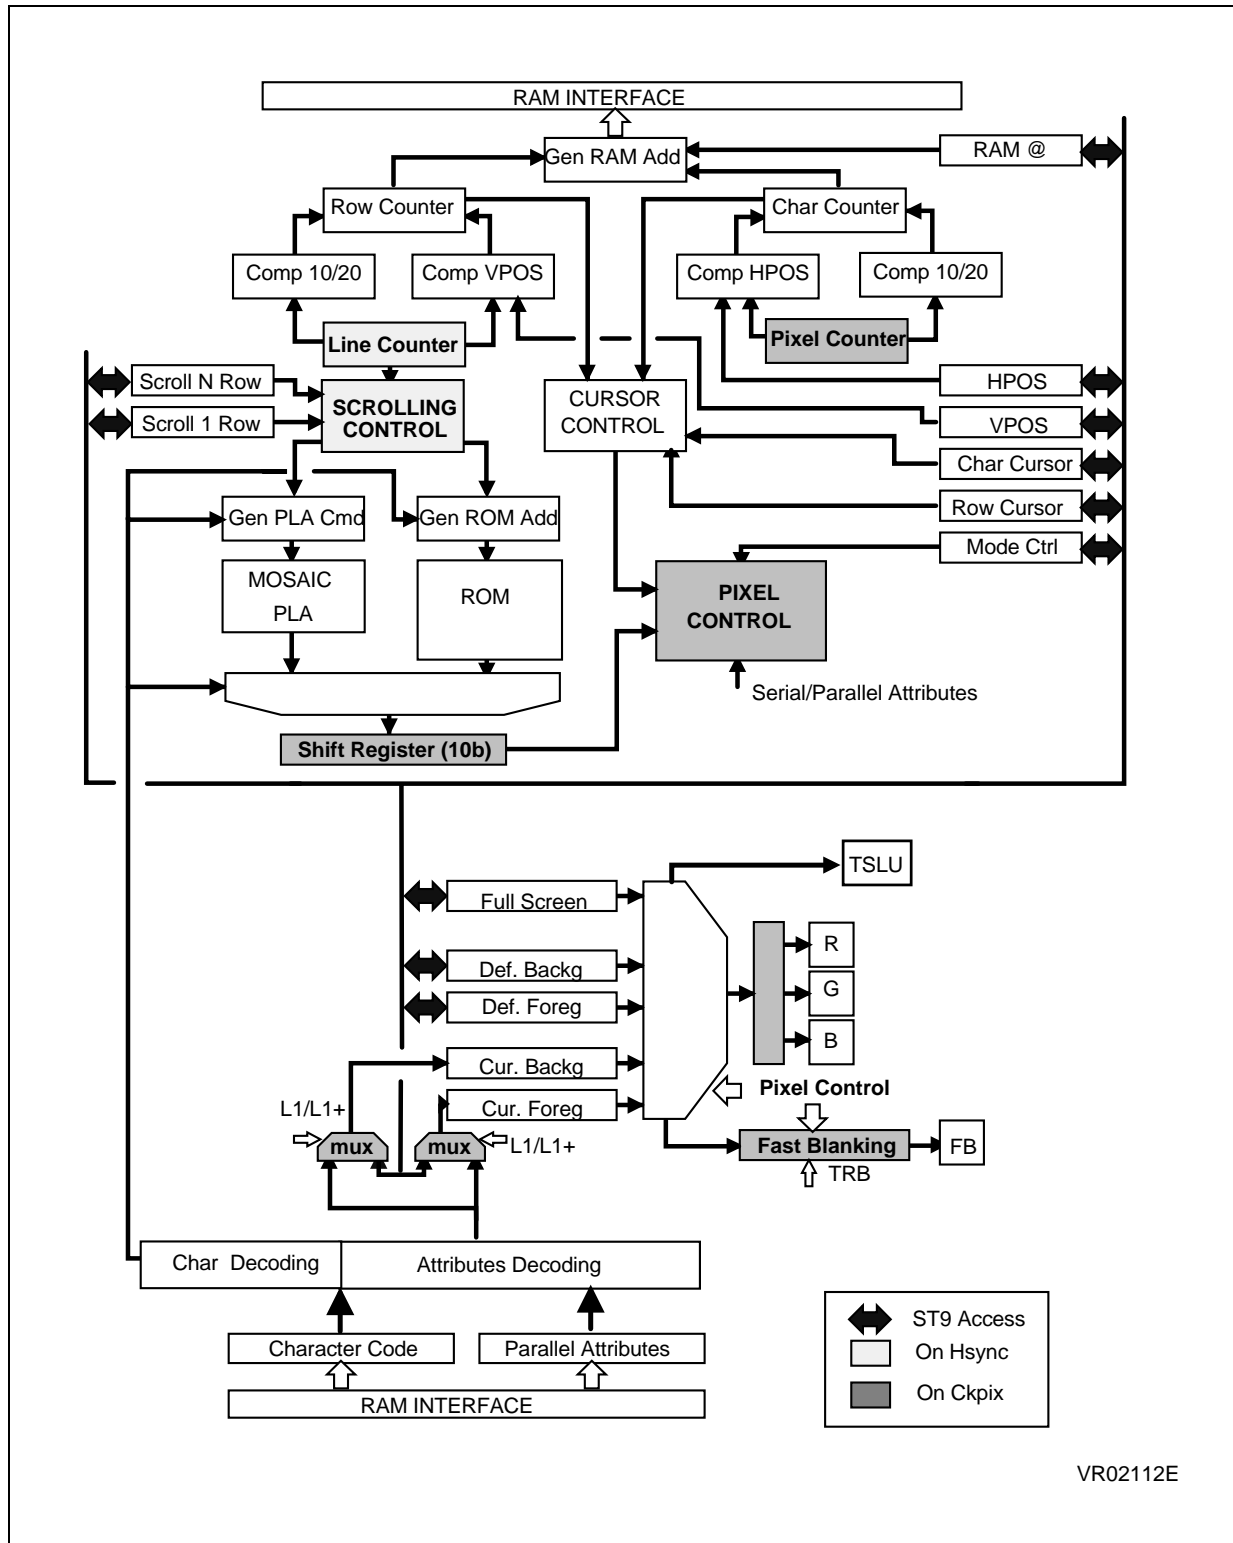 RAM INTERFACE
Gen RAM Add
RAM @
Row Counter
Char Counter
Comp 10/20
Comp VPOS
Comp HPOS
Comp 10/20
Line Counter
Pixel Counter
Scroll N Row
Scroll 1 Row
SCROLLING
CONTROL
CURSOR
CONTROL
HPOS
VPOS
Char Cursor
Row Cursor
Mode Ctrl
Gen PLA Cmd
Gen ROM Add
MOSAIC
PLA
ROM
PIXEL
CONTROL
Serial/Parallel Attributes
Shift Register (10b)
TSLU
Full Screen
Def. Backg
Def. Foreg
Cur. Backg
Cur. Foreg
R
G
B
Pixel Control
L1/L1+
mux
mux
L1/L1+
Fast Blanking
FB
TRB
Char Decoding
Attributes Decoding
Character Code
Parallel Attributes
RAM INTERFACE
ST9 Access
On Hsync
On Ckpix
VR02112E